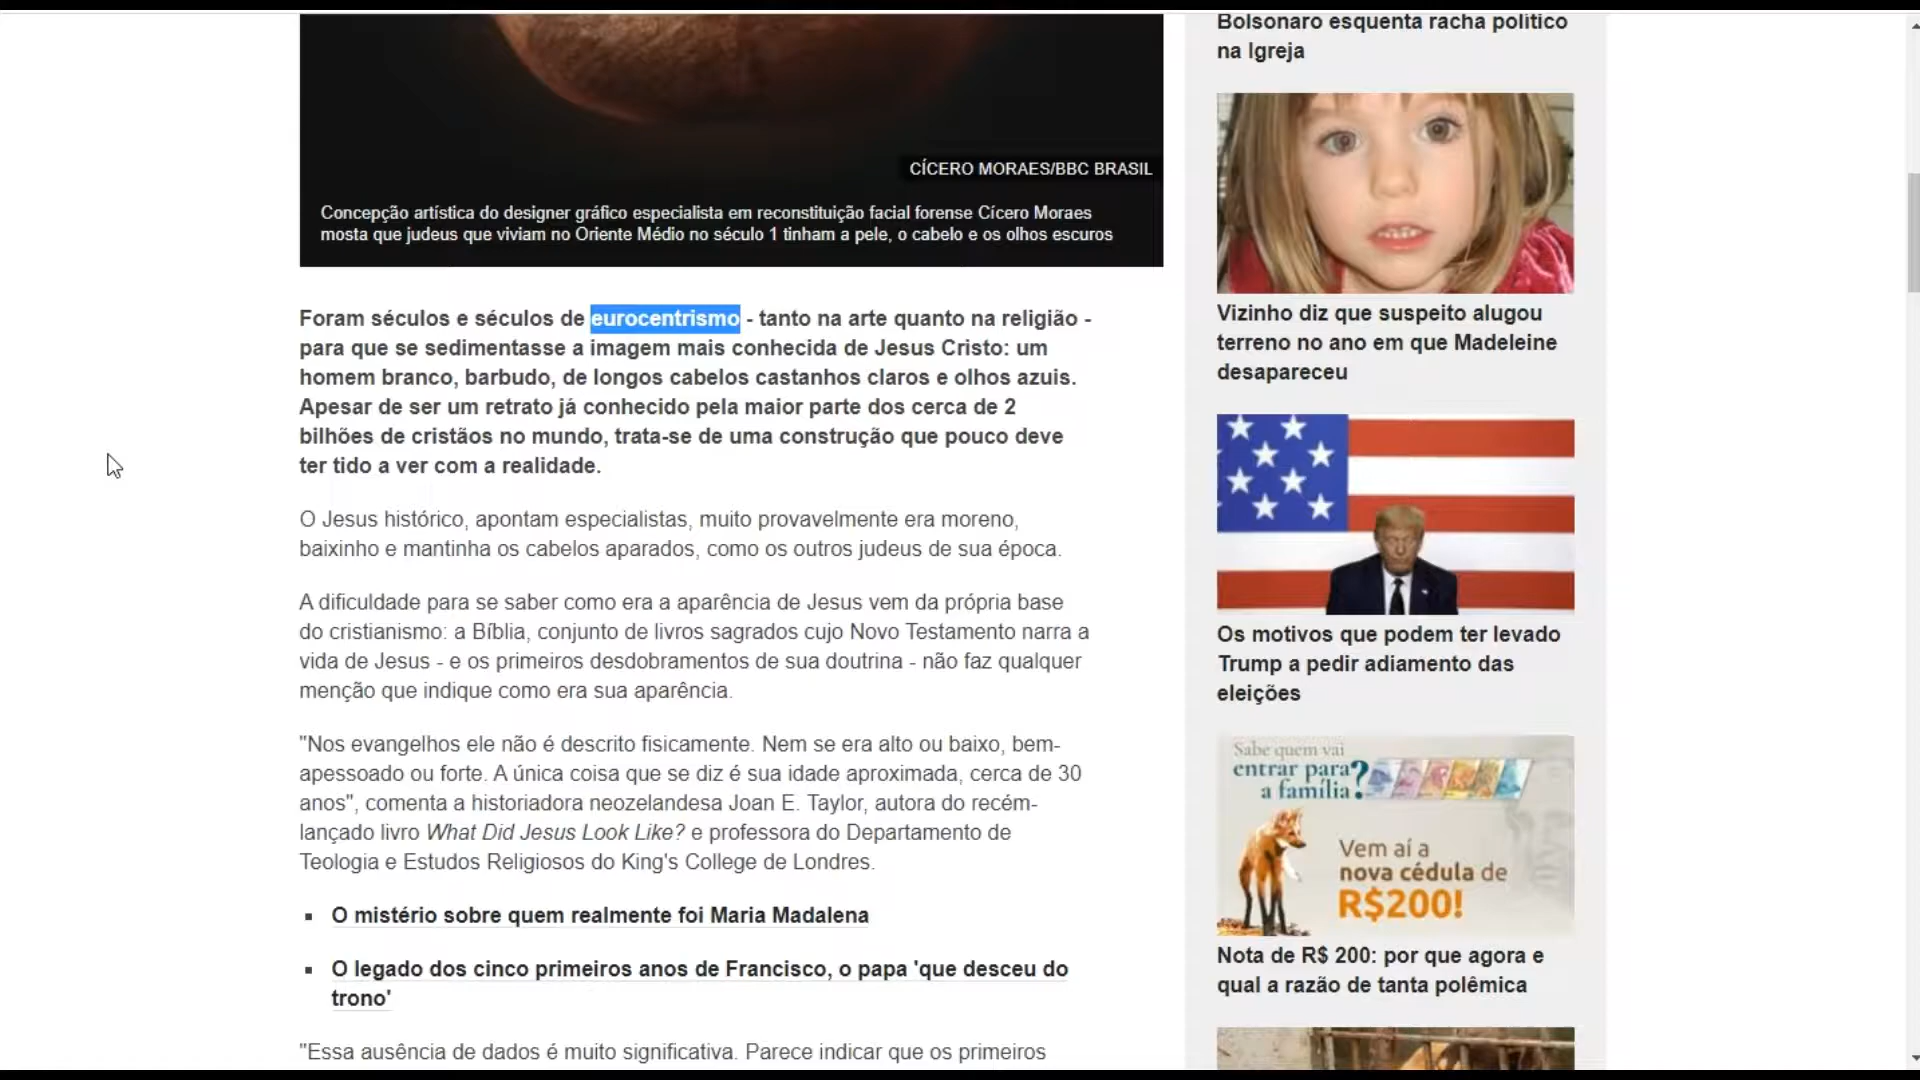 CÍCERO MORAES/BBC BRASIL
Concepção artística do designer gráfico especialista em reconstituição facial forense Cícero Moraes
mosta que judeus que viviam no Oriente Médio no século 1 tinham a pele, o cabelo e os olhos escuros
Foram séculos e séculos de eurocentrismo - tanto na arte quanto na religião -
para que se sedimentasse a imagem mais conhecida de Jesus Cristo: um
homem branco, barbudo, de longos cabelos castanhos claros e olhos azuis.
Apesar de ser um retrato já conhecido pela maior parte dos cerca de 2
bilhões de cristãos no mundo, trata-se de uma construção que pouco deve
ter tido a ver com a realidade.
O Jesus histórico, apontam especialistas, muito provavelmente era moreno,
baixinho e mantinha os cabelos aparados, como os outros judeus de sua época.
A dificuldade para se saber como era a aparência de Jesus vem da própria base
do cristianismo: a Bíblia, conjunto de livros sagrados cujo Novo Testamento narra a
vida de Jesus - e os primeiros desdobramentos de sua doutrina - não faz qualquer
menção que indique como era sua aparência.
"Nos evangelhos ele não é descrito fisicamente. Nem se era alto ou baixo, bem-
apessoado ou forte. A única coisa que se diz é sua idade aproximada, cerca de 30
anos", comenta a historiadora neozelandesa Joan E. Taylor, autora do recém-
lançado livro What Did Jesus Look Like? e professora do Departamento de
Teologia e Estudos Religiosos do King's College de Londres.
O mistério sobre quem realmente foi Maria Madalena
O legado dos cinco primeiros anos de Francisco, o papa 'que desceu do
trono'
"Essa ausência de dados é muito significativa. Parece indicar que os primeiros
Bolsonaro esquenta racha político
na Igreja
Vizinho diz que suspeito alugou
terreno no ano em que Madeleine
desapareceu
Os motivos que podem ter levado
Trump a pedir adiamento das
eleições
Sabe quem vai
entrar para
a família?
Vem aí a
nova cédula de
R$200!
Nota de R$ 200: por que agora e
qual a razão de tanta polêmica